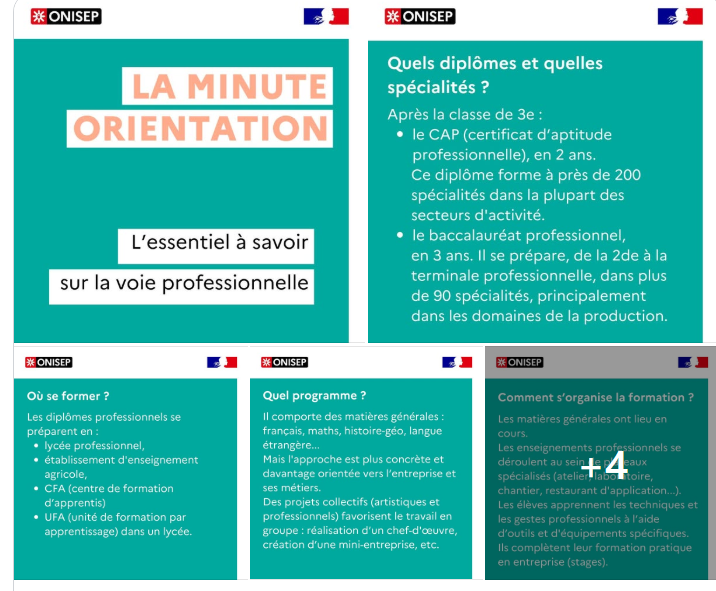 ONISEP
LA MINUTE
ORIENTATION
L'essentiel à savoir
sur la voie professionnelle
ONISEP
Quels diplômes et quelles
spécialités ?
Après la classe de 3e :
• le CAP (certificat d'aptitude
professionnelle), en 2 ans.
Ce diplôme forme à près de 200
spécialités dans la plupart des
secteurs d'activité.
• le baccalauréat professionnel,
en 3 ans. Il se prépare, de la 2de à la
terminale professionnelle, dans plus
de 90 spécialités, principalement
dans les domaines de la production.
ONISEP
Où se former ?
Les diplômes professionnels se
préparent en :
• lycée professionnel,
• établissement d'enseignement
agricole,
• CFA (centre de formation
d'apprentis)
• UFA (unité de formation par
apprentissage) dans un lycée.
ONISEP
Quel programme ?
Il comporte des matières générales :
français, maths, histoire-géo, langue
étrangère...
Mais l'approche est plus concrète et
davantage orientée vers l'entreprise et
ses métiers.
Des projets collectifs (artistiques et
professionnels) favorisent le travail en
groupe : réalisation d'un chef-d'œuvre,
création d'une mini-entreprise, etc.
ONISEP
Comment s'organise la formation ?
Les matières générales ont lieu en
cours.
Les enseignements professionnels se
déroulent au sein de plateaux
spécialisés (atelier, laboratoire,
chantier, restaurant d'application...).
Les élèves apprennent les techniques et
les gestes professionnels à l'aide
d'outils et d'équipements spécifiques.
Ils complètent leur formation pratique
en entreprise (stages).
+4